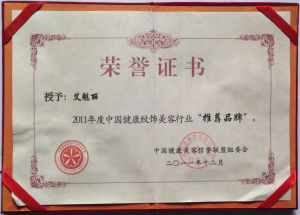 荣誉证书
授予：艾魅丽
2011年度中国健康纹饰美容行业“推荐品牌”。
中国健康美容信誉联盟组委会
二〇一一年十二月